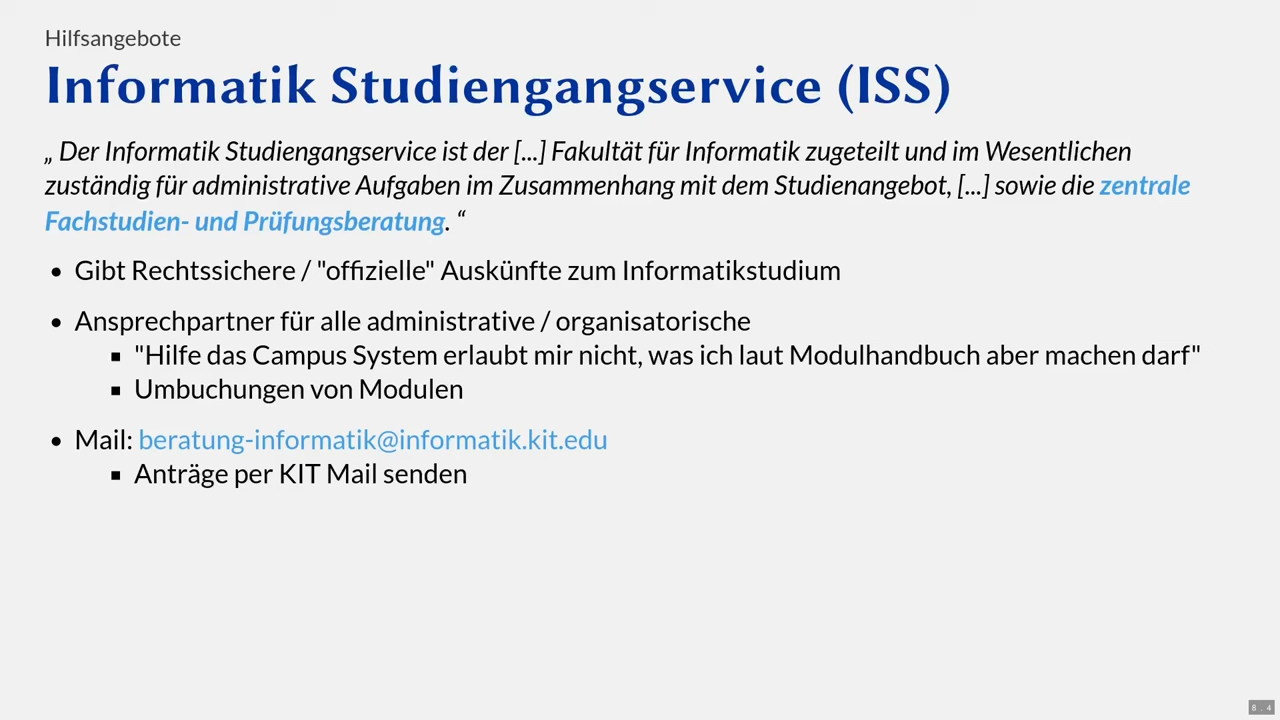 Hilfsangebote
Informatik Studiengangservice (ISS)
„ Der Informatik Studiengangservice ist der [...] Fakultät für Informatik zugeteilt und im Wesentlichen
zuständig für administrative Aufgaben im Zusammenhang mit dem Studienangebot, [...] sowie die zentrale
Fachstudien- und Prüfungsberatung. “
• Gibt Rechtssichere / "offizielle" Auskünfte zum Informatikstudium
• Ansprechpartner für alle administrative / organisatorische
▪ "Hilfe das Campus System erlaubt mir nicht, was ich laut Modulhandbuch aber machen darf"
▪ Umbuchungen von Modulen
• Mail: beratung-informatik@informatik.kit.edu
▪ Anträge per KIT Mail senden
8 . 4